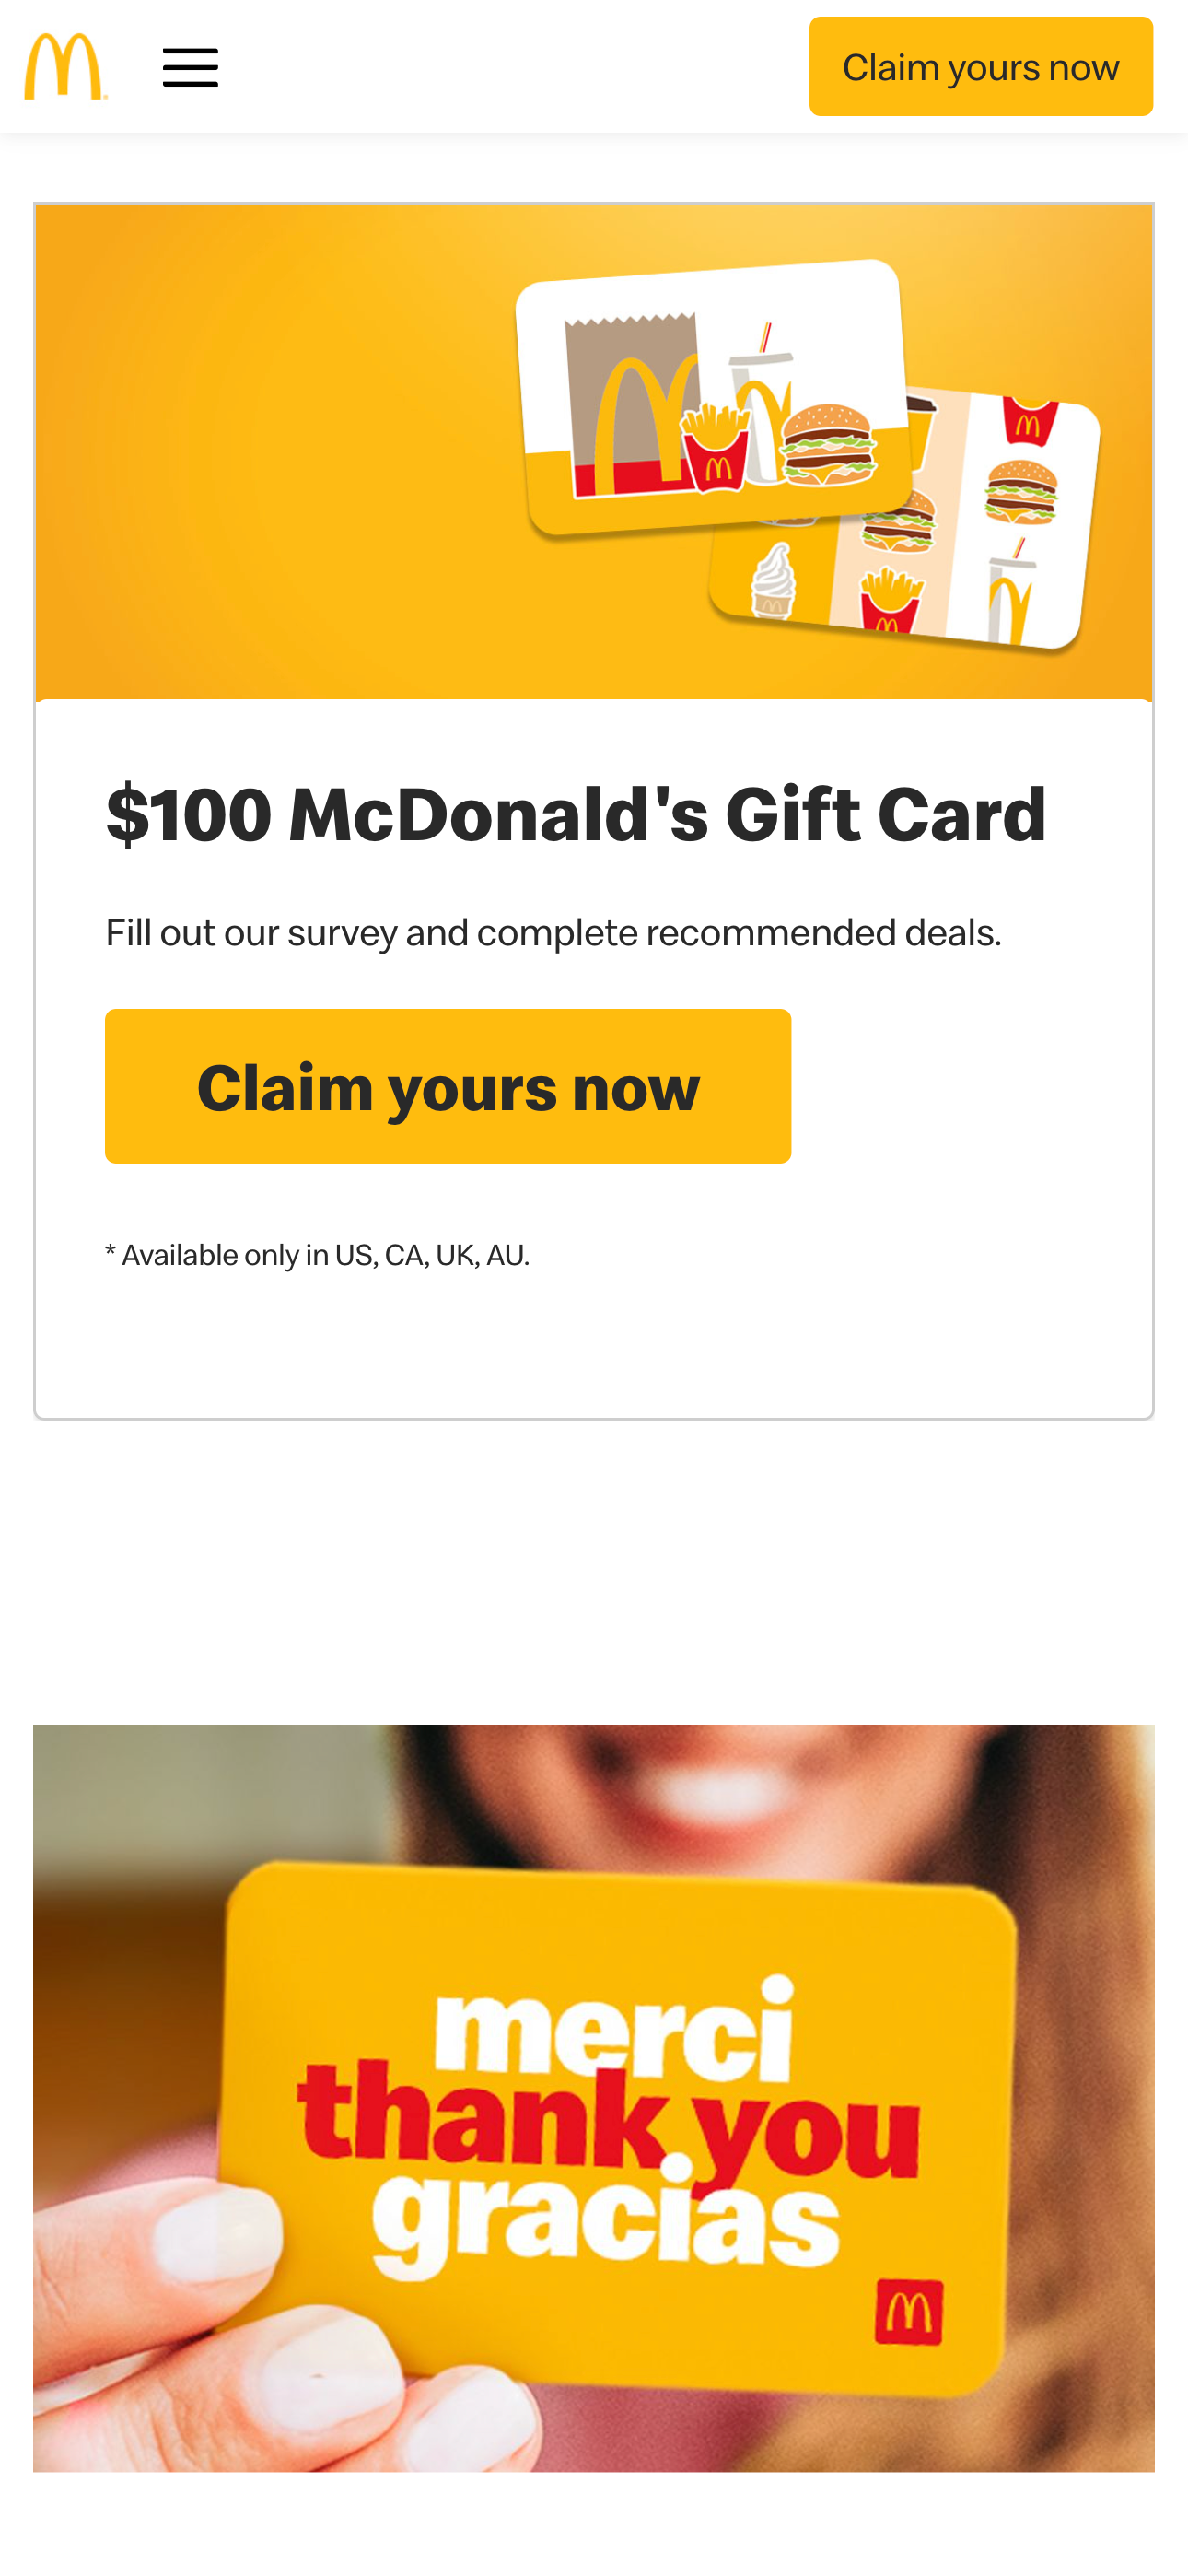 Claim yours now
$100 McDonald's Gift Card
Fill out our survey and complete recommended deals.
Claim yours now
* Available only in US, CA, UK, AU.
merci
thank you
gracias